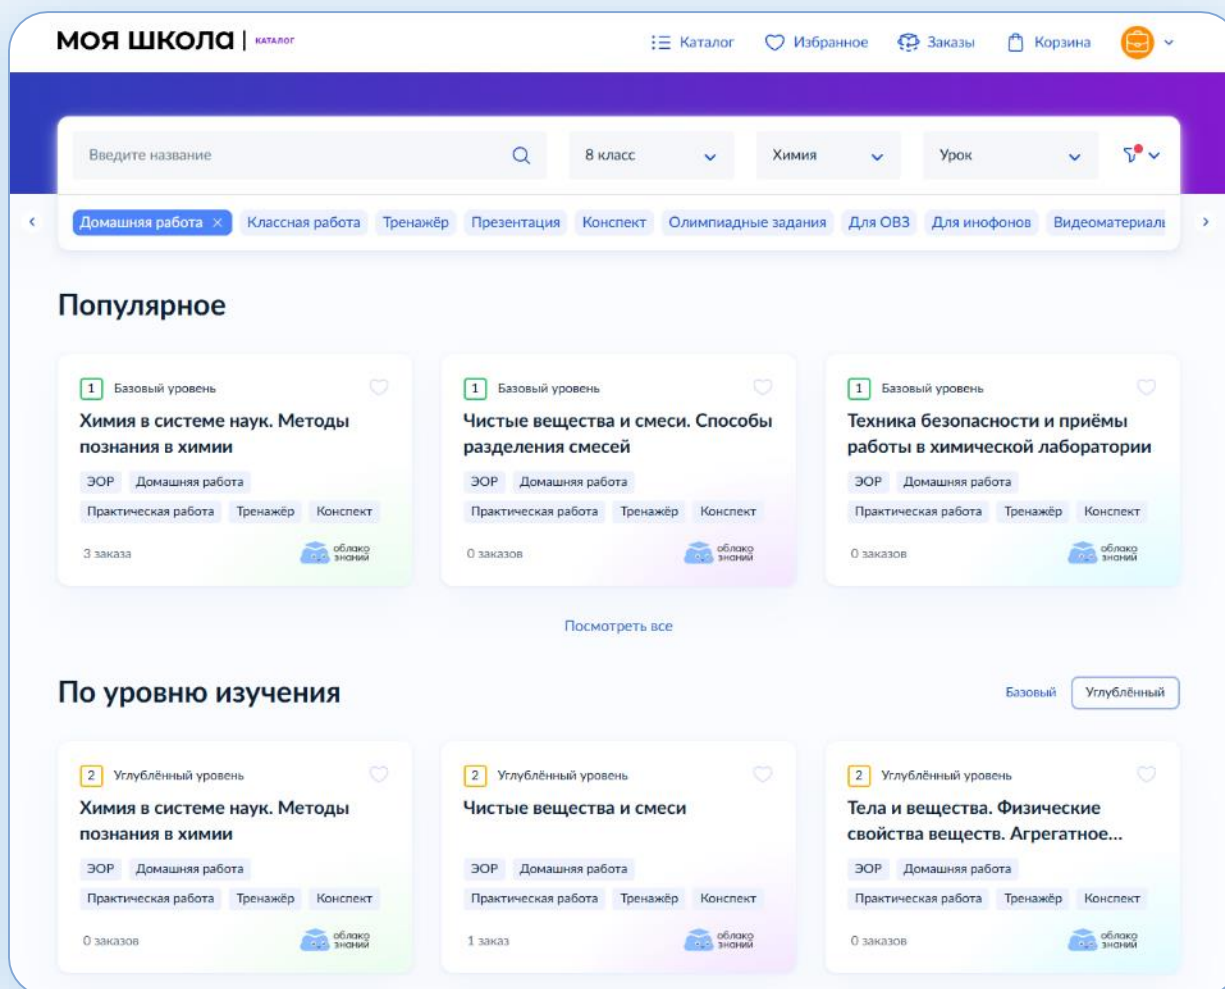 МОЯ ШКОЛА | КАТАЛОГ
Каталог Избранное Заказы Корзина
Введите название 8 класс Химия Урок
Домашняя работа × Классная работа Тренажёр Презентация Конспект Олимпиадные задания Для ОВЗ Для инофонов Видеоматериалы
Популярное
1 Базовый уровень
Химия в системе наук. Методы
познания в химии
ЭОР Домашняя работа
Практическая работа Тренажёр Конспект
3 заказа облако
знаний
1 Базовый уровень
Чистые вещества и смеси. Способы
разделения смесей
ЭОР Домашняя работа
Практическая работа Тренажёр Конспект
0 заказов облако
знаний
1 Базовый уровень
Техника безопасности и приёмы
работы в химической лаборатории
ЭОР Домашняя работа
Практическая работа Тренажёр Конспект
0 заказов облако
знаний
Посмотреть все
По уровню изучения
Базовый Углублённый
2 Углублённый уровень
Химия в системе наук. Методы
познания в химии
ЭОР Домашняя работа
Практическая работа Тренажёр Конспект
0 заказов облако
знаний
2 Углублённый уровень
Чистые вещества и смеси
ЭОР Домашняя работа
Практическая работа Тренажёр Конспект
1 заказ облако
знаний
2 Углублённый уровень
Тела и вещества. Физические
свойства веществ. Агрегатное...
ЭОР Домашняя работа
Практическая работа Тренажёр Конспект
0 заказов облако
знаний